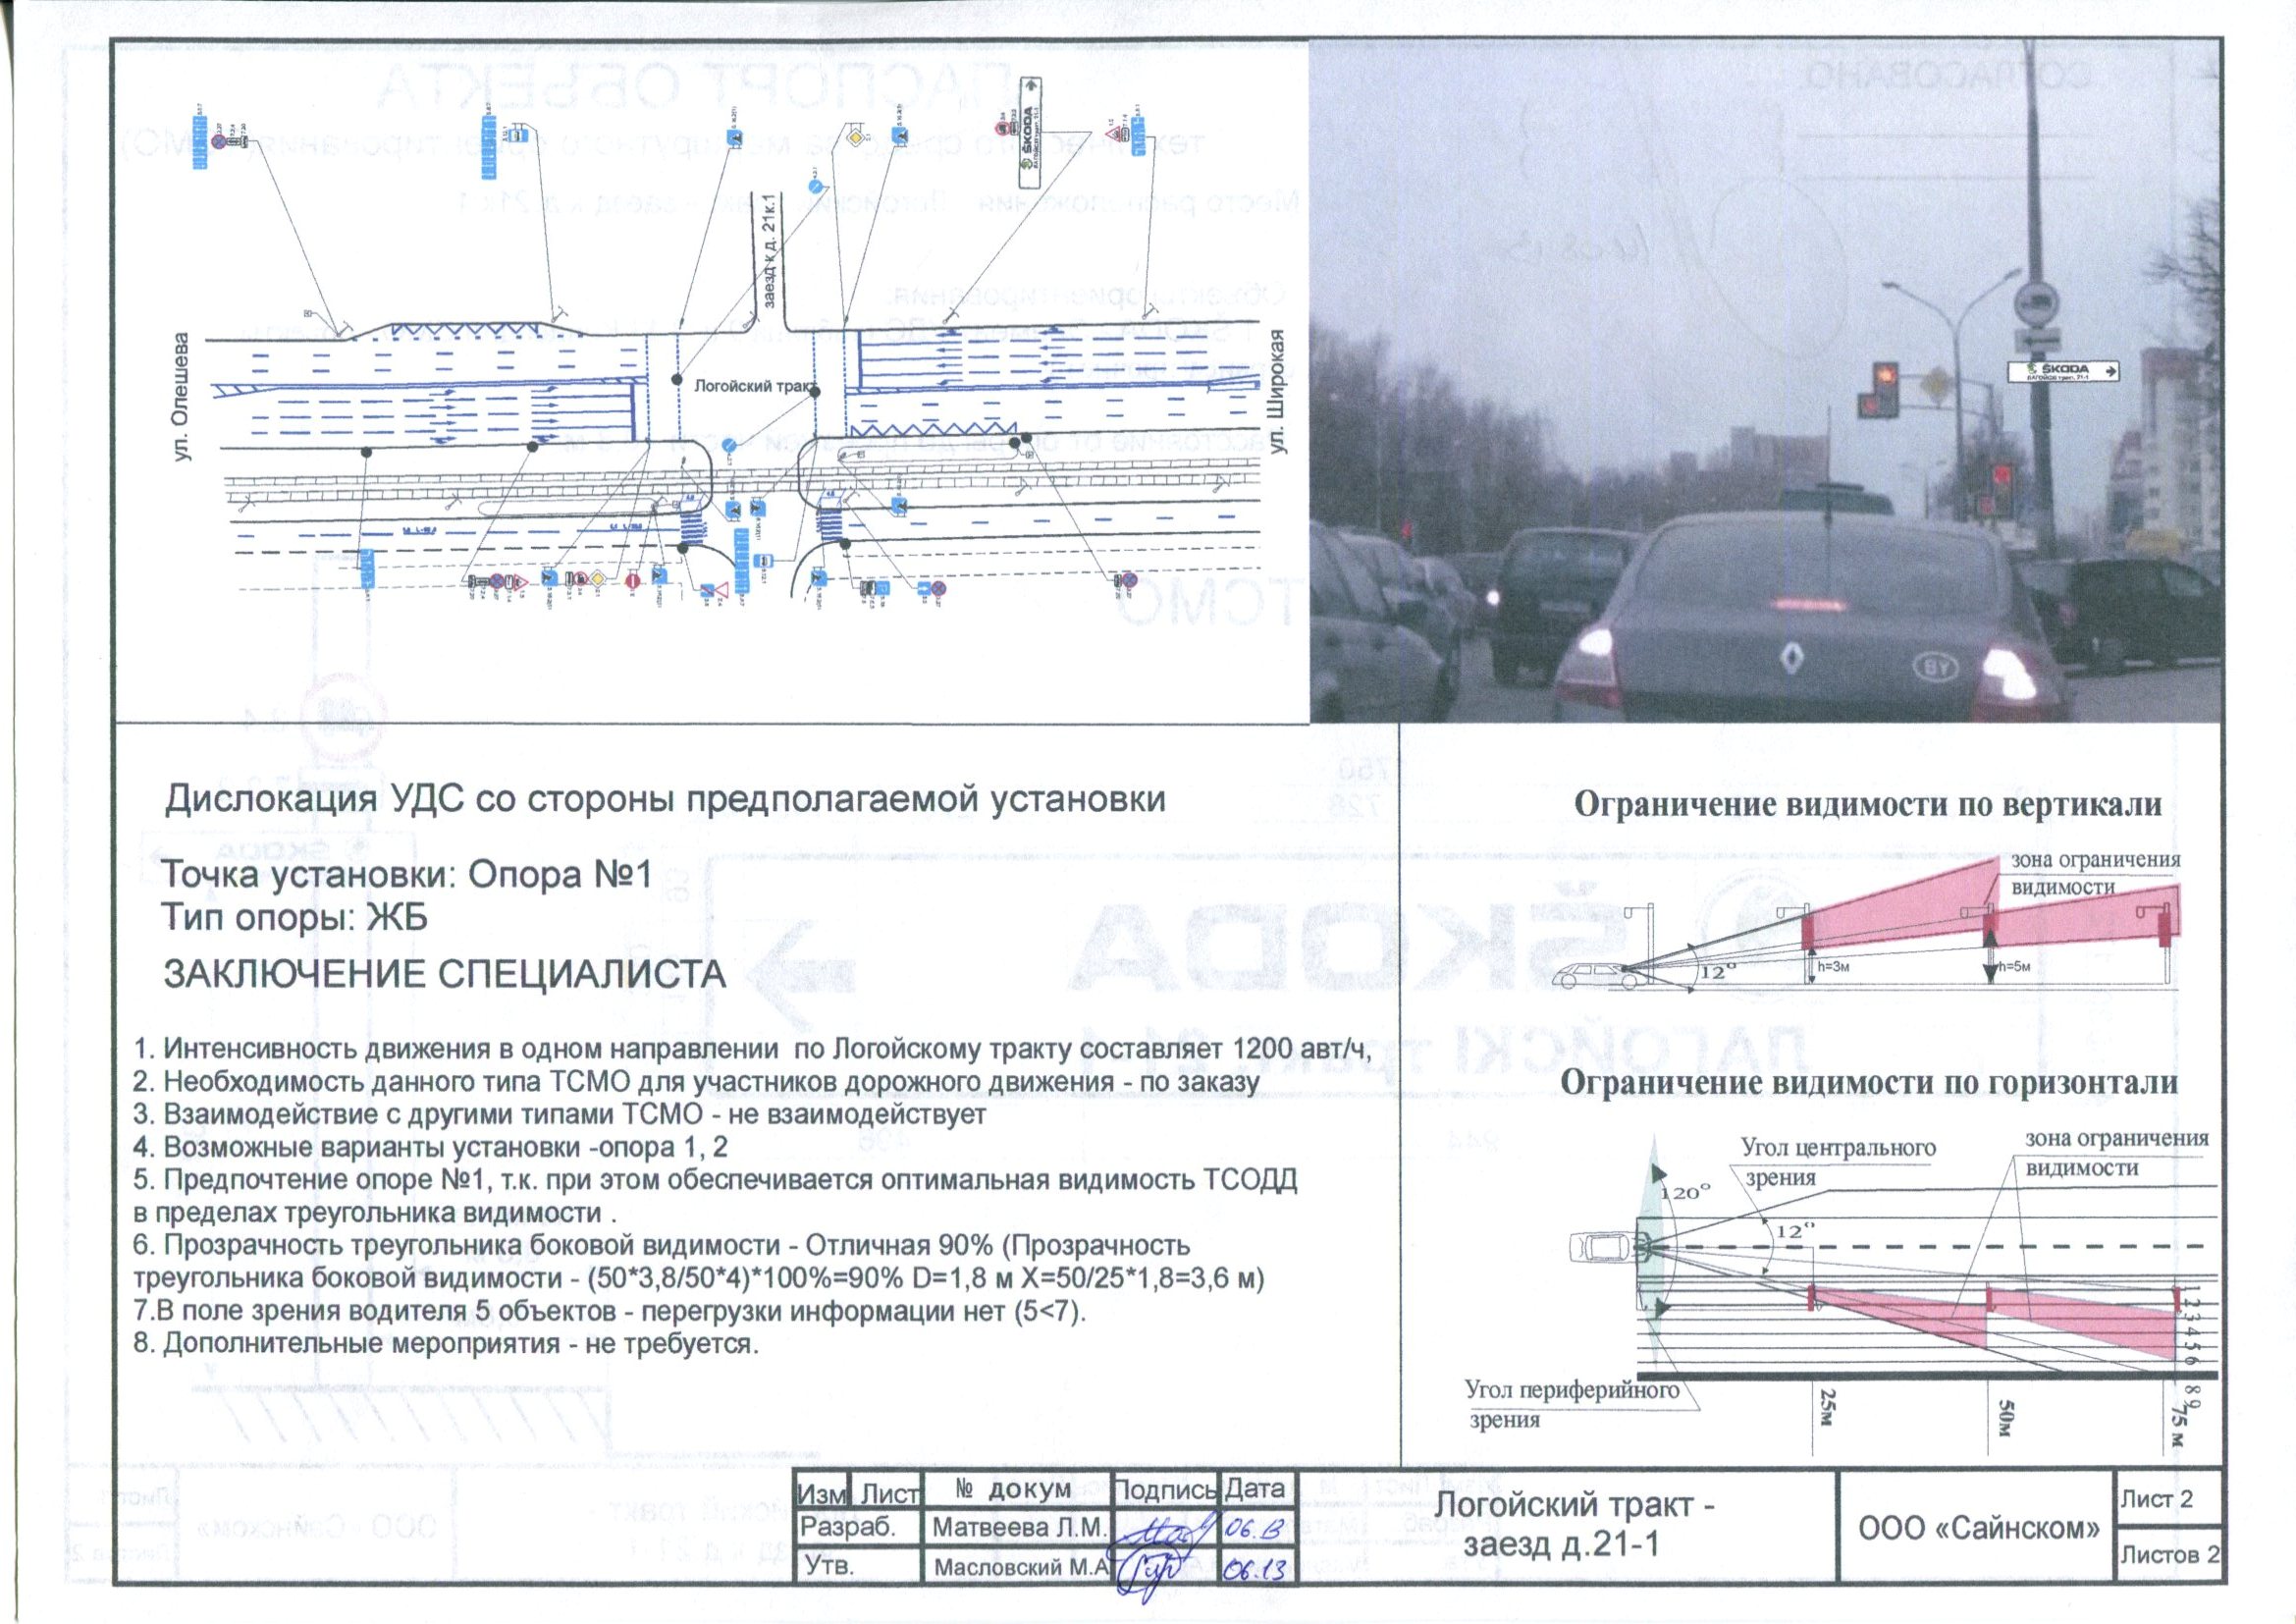 ул. Олешева
заезд к д. 21к.1
Логойский тракт
ул. Широкая
ŠKODA
ŠKODA
BY
Дислокация УДС со стороны предполагаемой установки
Точка установки: Опора №1
Тип опоры: ЖБ
ЗАКЛЮЧЕНИЕ СПЕЦИАЛИСТА
1. Интенсивность движения в одном направлении по Логойскому тракту составляет 1200 авт/ч,
2. Необходимость данного типа ТСМО для участников дорожного движения - по заказу
3. Взаимодействие с другими типами ТСМО - не взаимодействует
4. Возможные варианты установки -опора 1, 2
5. Предпочтение опоре №1, т.к. при этом обеспечивается оптимальная видимость ТСОДД
в пределах треугольника видимости .
6. Прозрачность треугольника боковой видимости - Отличная 90% (Прозрачность
треугольника боковой видимости - (50*3,8/50*4)*100%=90% D=1,8 м X=50/25*1,8=3,6 м)
7.В поле зрения водителя 5 объектов - перегрузки информации нет (5<7).
8. Дополнительные мероприятия - не требуется.
Ограничение видимости по вертикали
зона ограничения
видимости
12°
h=3м
h=5м
Ограничение видимости по горизонтали
Угол центрального
зрения
зона ограничения
видимости
120°
12°
Угол периферийного
зрения
25м
50м
75 м
1 2 3 4 5 6
8 9
Изм Лист № докум Подпись Дата
Разраб. Матвеева Л.М. 06.13
Утв. Масловский М.А 06.13
Логойский тракт -
заезд д.21-1
ООО «Сайнском»
Лист 2
Листов 2